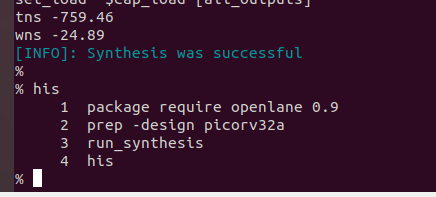 set_load  $cap_load [all_outputs]
tns -759.46
wns -24.89
[INFO]: Synthesis was successful
%
% his
1  package require openlane 0.9
2  prep -design picorv32a
3  run_synthesis
4  his
%